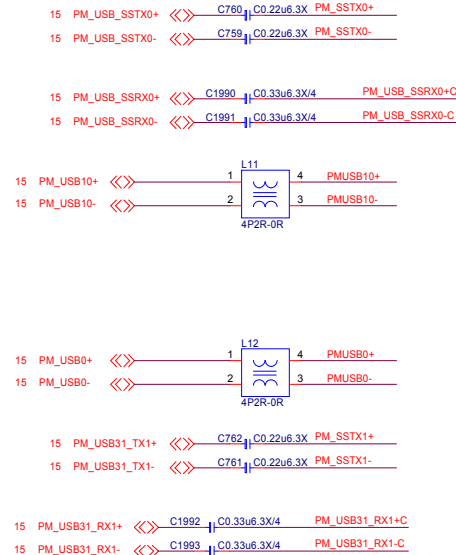 15 PM_USB_SSTX0+ C760 C0.22u6.3X PM_SSTX0+
15 PM_USB_SSTX0- C759 C0.22u6.3X PM_SSTX0-
15 PM_USB_SSRX0+ C1990 C0.33u6.3X/4 PM_USB_SSRX0+C
15 PM_USB_SSRX0- C1991 C0.33u6.3X/4 PM_USB_SSRX0-C
L11
15 PM_USB10+ 1 4 PMUSB10+
15 PM_USB10- 2 3 PMUSB10-
4P2R-0R
L12
15 PM_USB0+ 1 4 PMUSB0+
15 PM_USB0- 2 3 PMUSB0-
4P2R-0R
15 PM_USB31_TX1+ C762 C0.22u6.3X PM_SSTX1+
15 PM_USB31_TX1- C761 C0.22u6.3X PM_SSTX1-
15 PM_USB31_RX1+ C1992 C0.33u6.3X/4 PM_USB31_RX1+C
15 PM_USB31_RX1- C1993 C0.33u6.3X/4 PM_USB31_RX1-C